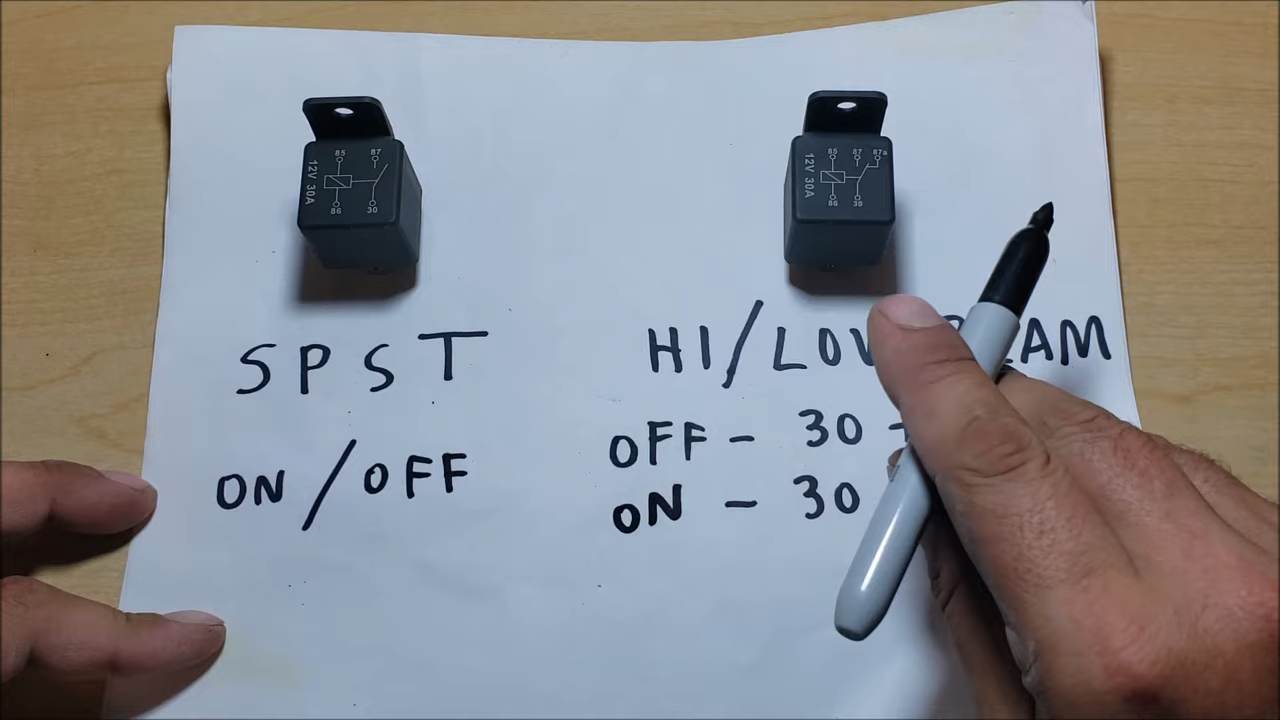 85 87
12V 30A
86 30
85 87 87a
12V 30A
86 30
SPST
ON/OFF
HI/LOW
OFF - 30 -
ON - 30